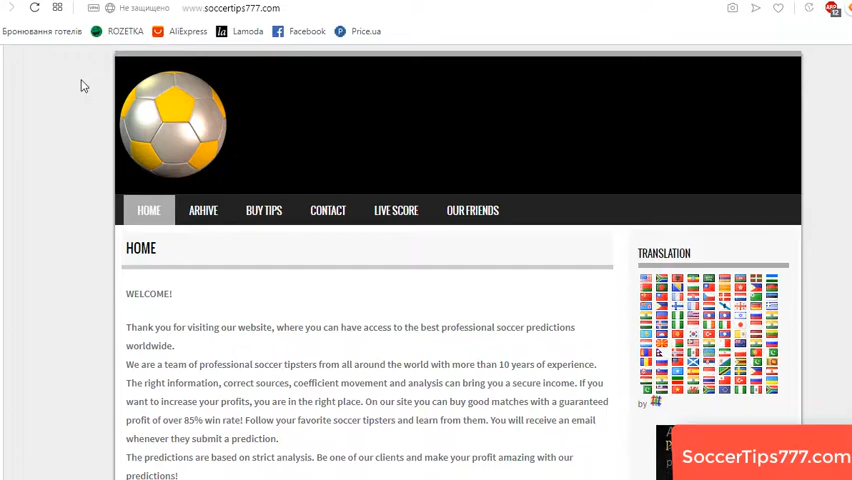 Не защищено www.soccertips777.com
Бронювання готелів ROZETKA AliExpress la Lamoda Facebook P Price.ua
HOME ARHIVE BUY TIPS CONTACT LIVE SCORE OUR FRIENDS
HOME
TRANSLATION
WELCOME!
Thank you for visiting our website, where you can have access to the best professional soccer predictions
worldwide.
We are a team of professional soccer tipsters from all around the world with more than 10 years of experience.
The right information, correct sources, coefficient movement and analysis can bring you a secure income. If you
want to increase your profits, you are in the right place. On our site you can buy good matches with a guaranteed
profit of over 85% win rate! Follow your favorite soccer tipsters and learn from them. You will receive an email
whenever they submit a prediction.
The predictions are based on strict analysis. Be one of our clients and make your profit amazing with our
predictions!
by
SoccerTips777.com